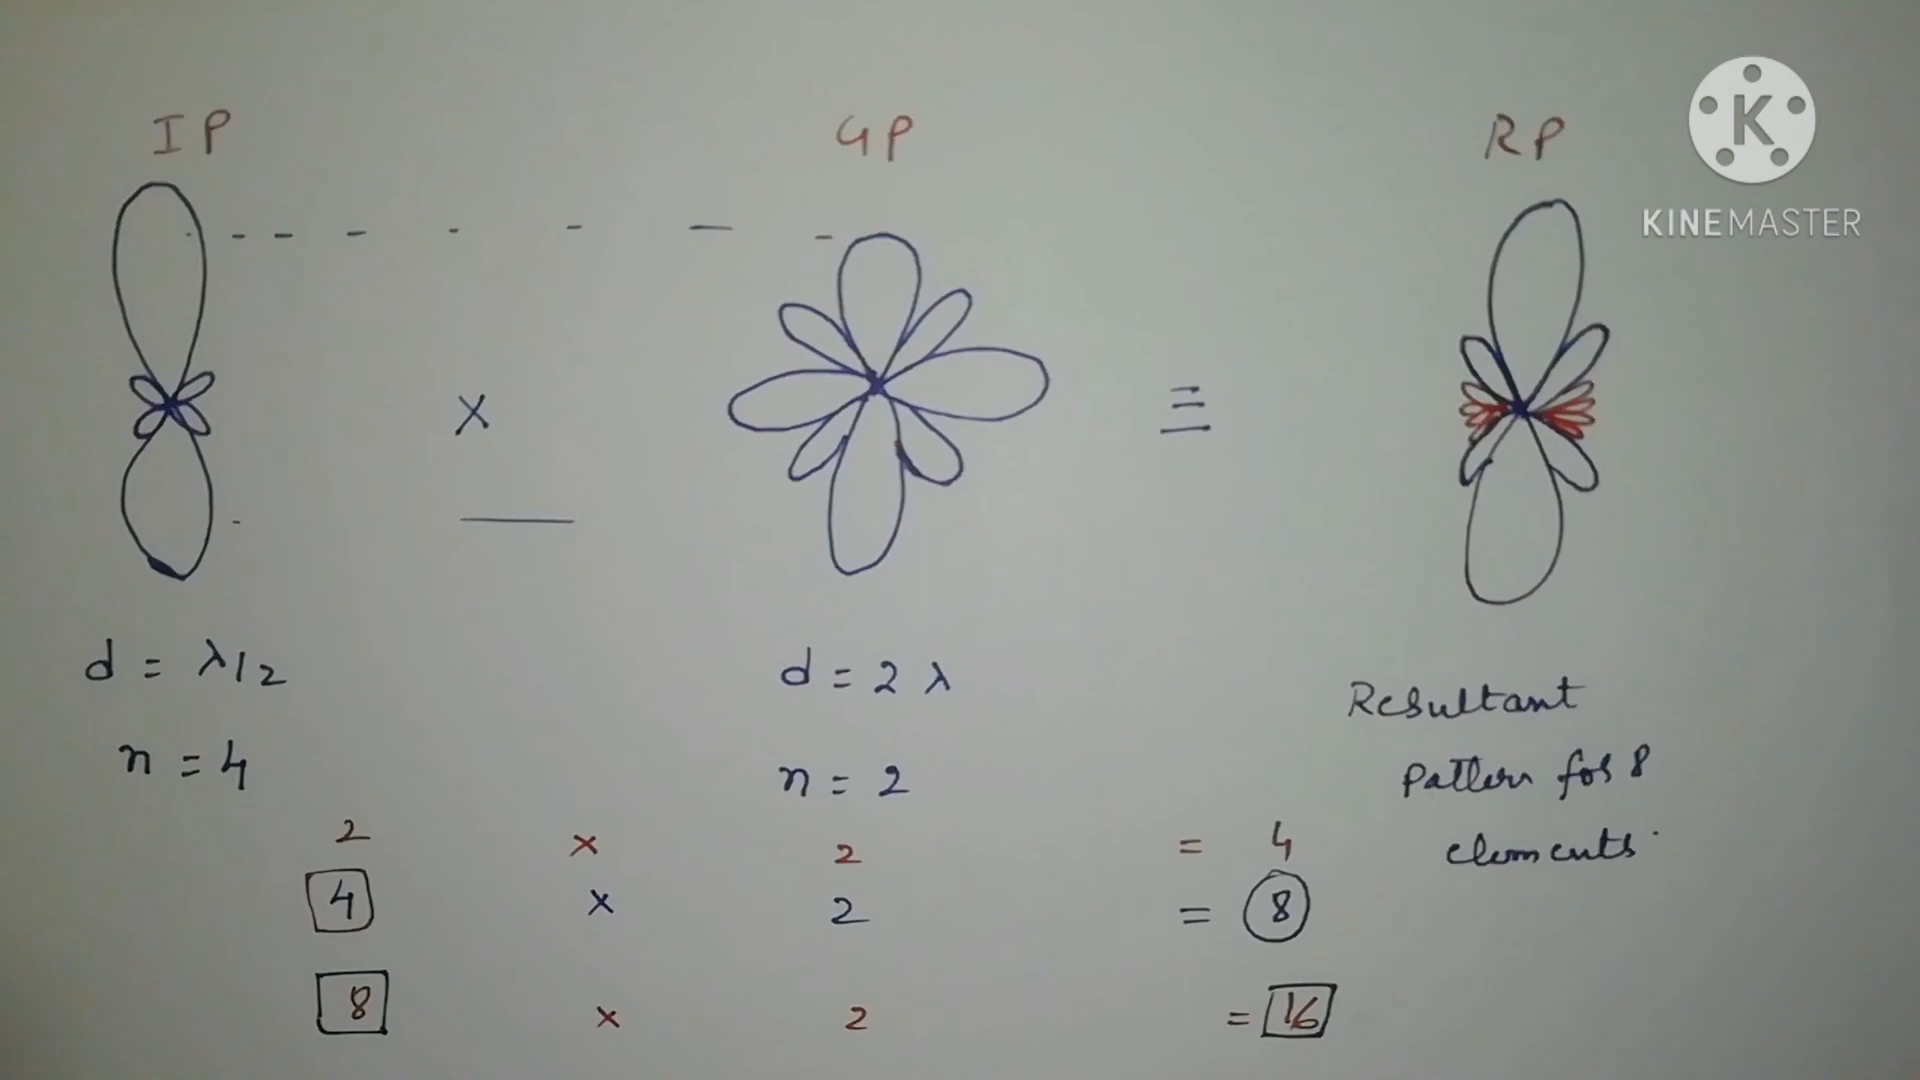 IP GP RP
K
KINEMASTER
x ≡
d = λ/2 d = 2λ
Resultant
n = 4 n = 2
pattern for 8
elements.
2 x 2 = 4
4 x 2 = 8
8 x 2 = 16